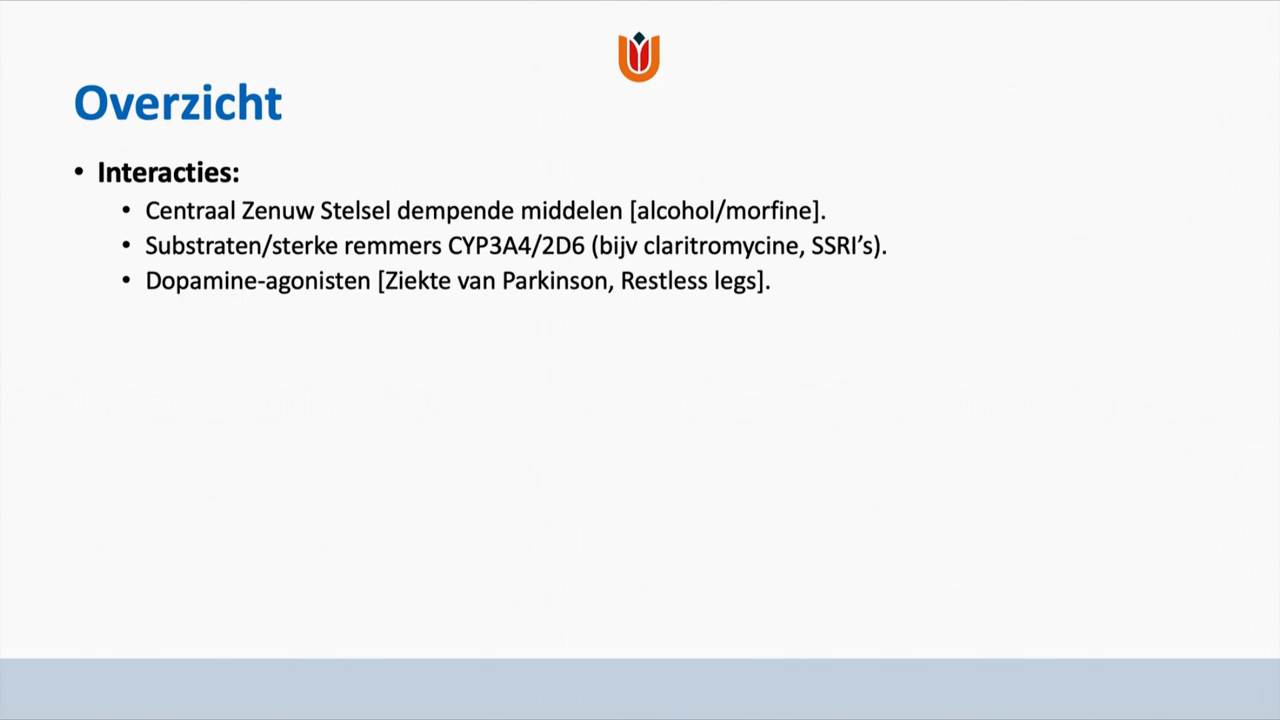 Overzicht
• Interacties:
• Centraal Zenuw Stelsel dempende middelen [alcohol/morfine].
• Substraten/sterke remmers CYP3A4/2D6 (bijv claritromycine, SSRI’s).
• Dopamine-agonisten [Ziekte van Parkinson, Restless legs].